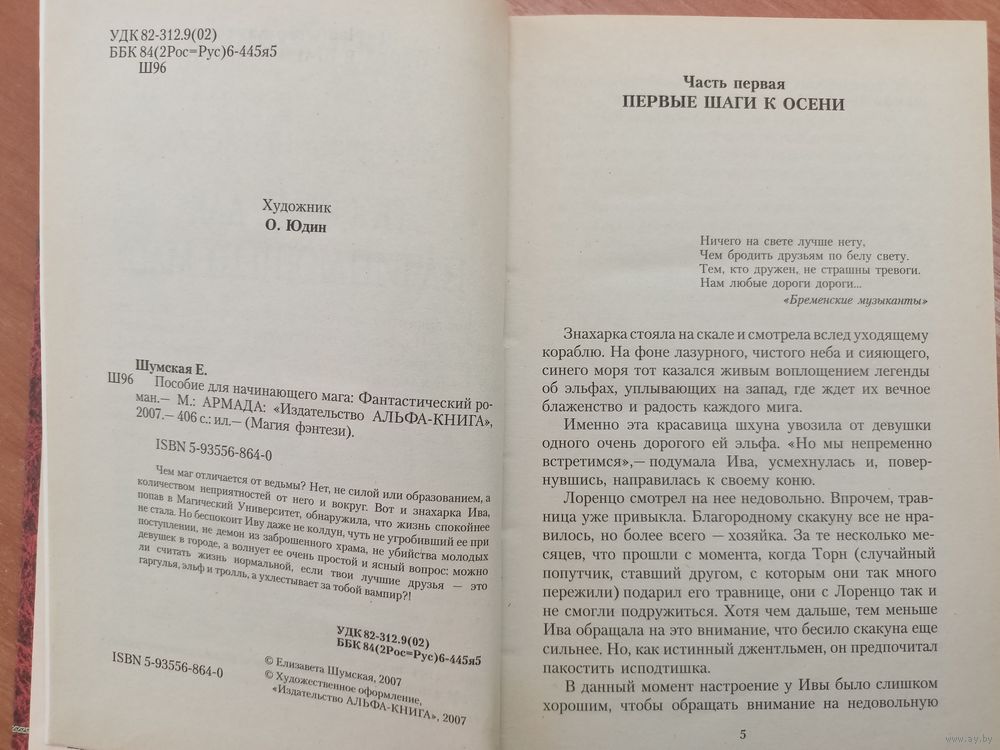 УДК 82-312.9(02)
ББК 84(2Рос=Рус)6-445я5
Ш96
Художник
О. Юдин
Шумская Е.
Ш96 Пособие для начинающего мага: Фантастический ро-
ман.— М.: АРМАДА: «Издательство АЛЬФА-КНИГА»,
2007.— 406 с.: ил.— (Магия фэнтези).
ISBN 5-93556-864-0
Чем маг отличается от ведьмы? Нет, не силой или образованием, а
количеством неприятностей от него и вокруг. Вот и знахарка Ива,
попав в Магический Университет, обнаружила, что жизнь спокойнее
не стала. Но беспокоит Иву даже не колдун, чуть не угробивший ее при
поступлении, не демон из заброшенного храма, не убийства молодых
девушек в городе, а волнует ее очень простой и ясный вопрос: можно
ли считать жизнь нормальной, если твои лучшие друзья — это
гаргулья, эльф и тролль, а ухлестывает за тобой вампир?!
УДК 82-312.9(02)
ББК 84(2Рос=Рус)6-445я5
© Елизавета Шумская, 2007
© Художественное оформление,
«Издательство АЛЬФА-КНИГА», 2007
ISBN 5-93556-864-0
Часть первая
ПЕРВЫЕ ШАГИ К ОСЕНИ
Ничего на свете лучше нету,
Чем бродить друзьям по белу свету.
Тем, кто дружен, не страшны тревоги.
Нам любые дороги дороги...
«Бременские музыканты»
Знахарка стояла на скале и смотрела вслед уходящему
кораблю. На фоне лазурного, чистого неба и сияющего,
синего моря тот казался живым воплощением легенды
об эльфах, уплывающих на запад, где ждет их вечное
блаженство и радость каждого мига.
Именно эта красавица шхуна увозила от девушки
одного очень дорогого ей эльфа. «Но мы непременно
встретимся»,— подумала Ива, усмехнулась и, повер-
нувшись, направилась к своему коню.
Лоренцо смотрел на нее недовольно. Впрочем, трав-
ница уже привыкла. Благородному скакуну все не нра-
вилось, но более всего — хозяйка. За те несколько ме-
сяцев, что прошли с момента, когда Торн (случайный
попутчик, ставший другом, с которым они так много
пережили) подарил его травнице, они с Лоренцо так и
не смогли подружиться. Хотя чем дальше, тем меньше
Ива обращала на это внимание, что бесило скакуна еще
сильнее. Но, как истинный джентльмен, он предпочитал
пакостить исподтишка.
В данный момент настроение у Ивы было слишком
хорошим, чтобы обращать внимание на недовольную
5
www.ay.by